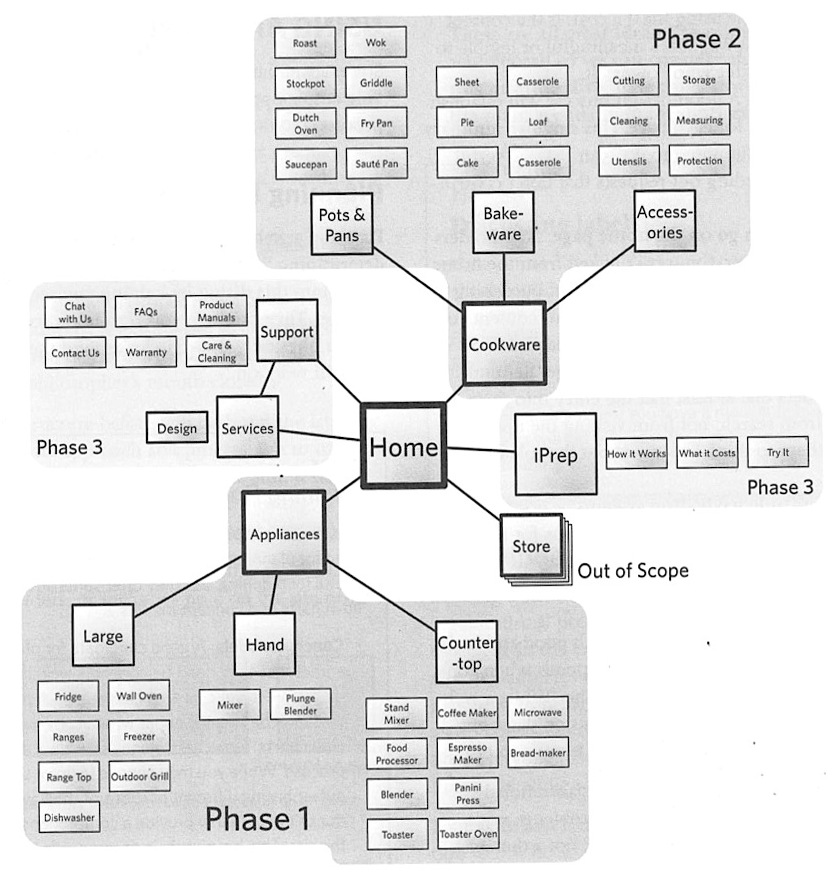 Phase 2
Roast
Wok
Stockpot
Griddle
Dutch
Oven
Fry Pan
Saucepan
Sauté Pan
Sheet
Casserole
Pie
Loaf
Cake
Casserole
Cutting
Storage
Cleaning
Measuring
Utensils
Protection
Pots &
Pans
Bake-
ware
Access-
ories
Cookware
Chat
with Us
FAQs
Product
Manuals
Contact Us
Warranty
Care &
Cleaning
Support
Design
Services
Phase 3
Home
iPrep
How it Works
What it Costs
Try It
Phase 3
Store
Out of Scope
Appliances
Large
Hand
Counter
-top
Fridge
Wall Oven
Ranges
Freezer
Range Top
Outdoor Grill
Dishwasher
Mixer
Plunge
Blender
Stand
Mixer
Coffee Maker
Microwave
Food
Processor
Espresso
Maker
Bread-maker
Blender
Panini
Press
Toaster
Toaster Oven
Phase 1